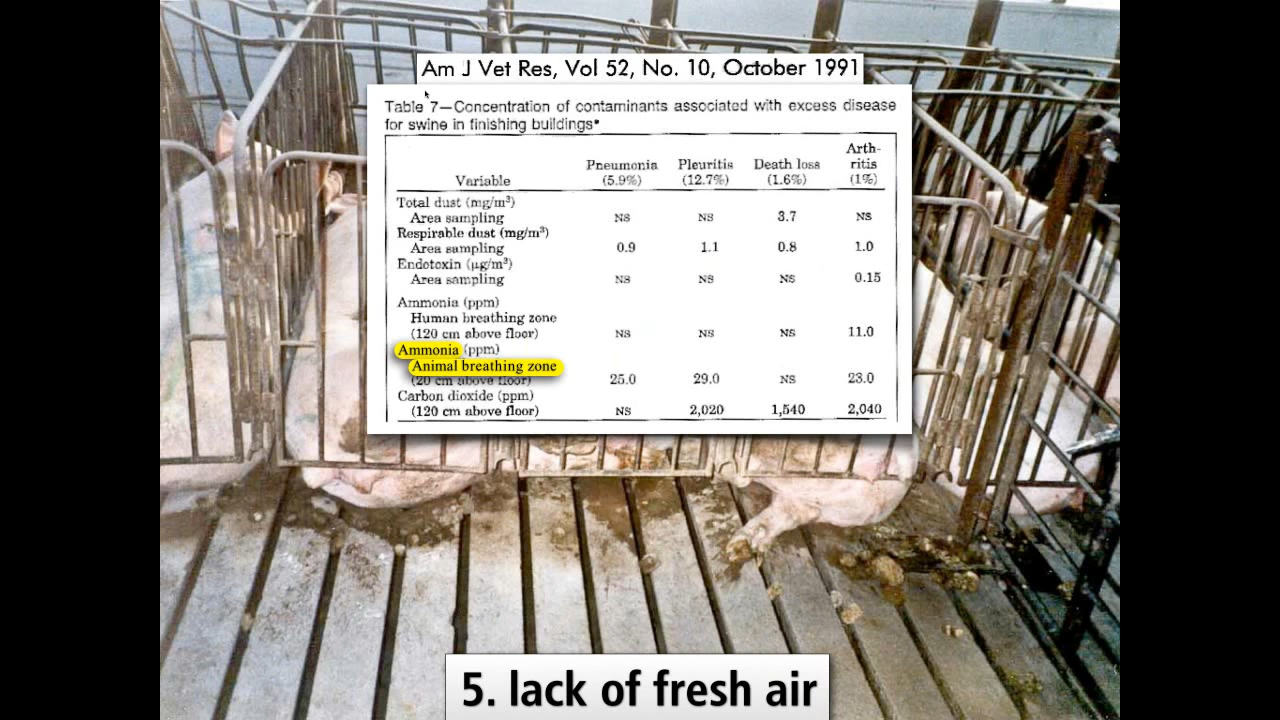 Am J Vet Res, Vol 52, No. 10, October 1991
Table 7—Concentration of contaminants associated with excess disease
for swine in finishing buildings*
Arth-
Pneumonia Pleuritis Death loss ritis
Variable (5.9%) (12.7%) (1.6%) (1%)
Total dust (mg/m³)
Area sampling NS NS 3.7 NS
Respirable dust (mg/m³)
Area sampling 0.9 1.1 0.8 1.0
Endotoxin (μg/m³)
Area sampling NS NS NS 0.15
Ammonia (ppm)
Human breathing zone
(120 cm above floor) NS NS NS 11.0
Ammonia (ppm)
Animal breathing zone
(20 cm above floor) 25.0 29.0 NS 23.0
Carbon dioxide (ppm)
(120 cm above floor) NS 2,020 1,540 2,040
5. lack of fresh air